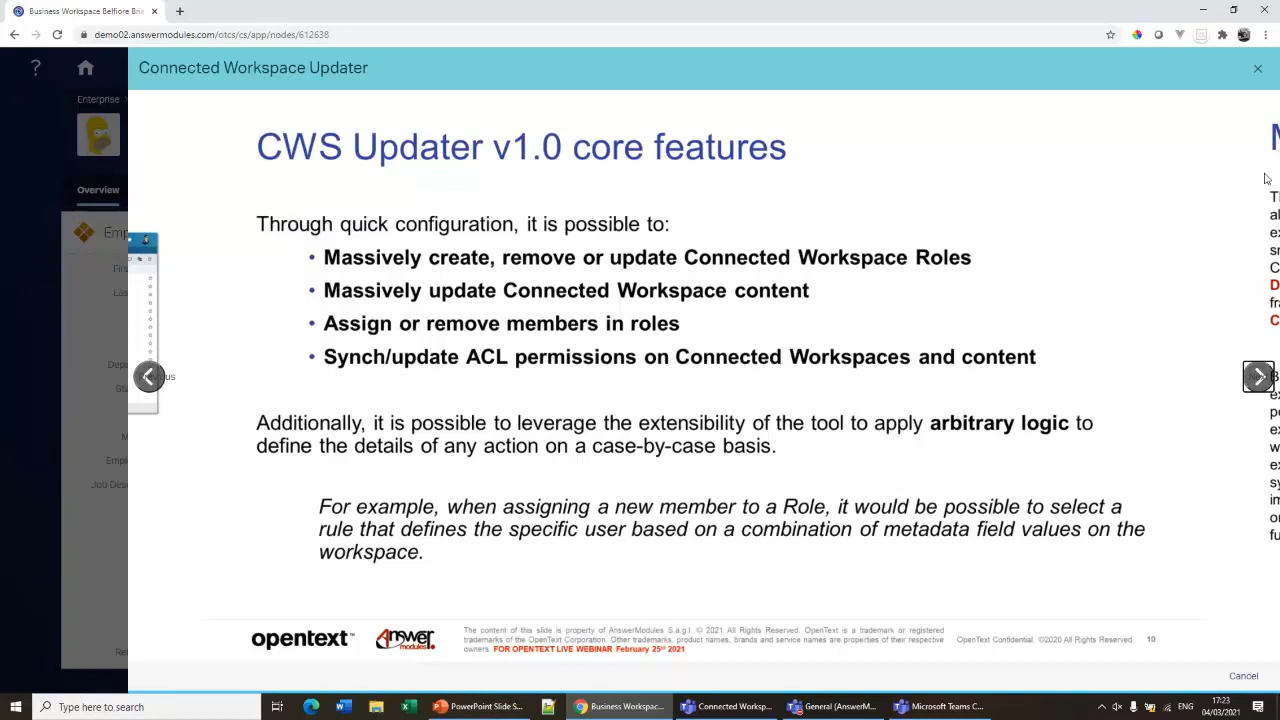 Business Workspace Before Bri
demo02.answermodules.com/otcs/cs/app/nodes/612638
Connected Workspace Updater
Enterprise
Overview
CWS Updater v1.0 core features
Through quick configuration, it is possible to:
• Massively create, remove or update Connected Workspace Roles
• Massively update Connected Workspace content
• Assign or remove members in roles
• Synch/update ACL permissions on Connected Workspaces and content
Additionally, it is possible to leverage the extensibility of the tool to apply arbitrary logic to
define the details of any action on a case-by-case basis.
For example, when assigning a new member to a Role, it would be possible to select a
rule that defines the specific user based on a combination of metadata field values on the
workspace.
opentext™
Answer
modules.
The content of this slide is property of AnswerModules S.a.g.l. © 2021 All Rights Reserved. OpenText is a trademark or registered
trademarks of the OpenText Corporation. Other trademarks, product names, brands and service names are properties of their respective
owners. FOR OPENTEXT LIVE WEBINAR February 25st 2021
OpenText Confidential. ©2020 All Rights Reserved. 10
Cancel
Type here to search
PowerPoint Slide S...
Business Workspac...
Connected Worksp...
General (AnswerM...
Microsoft Teams C...
17:23
04/03/2021